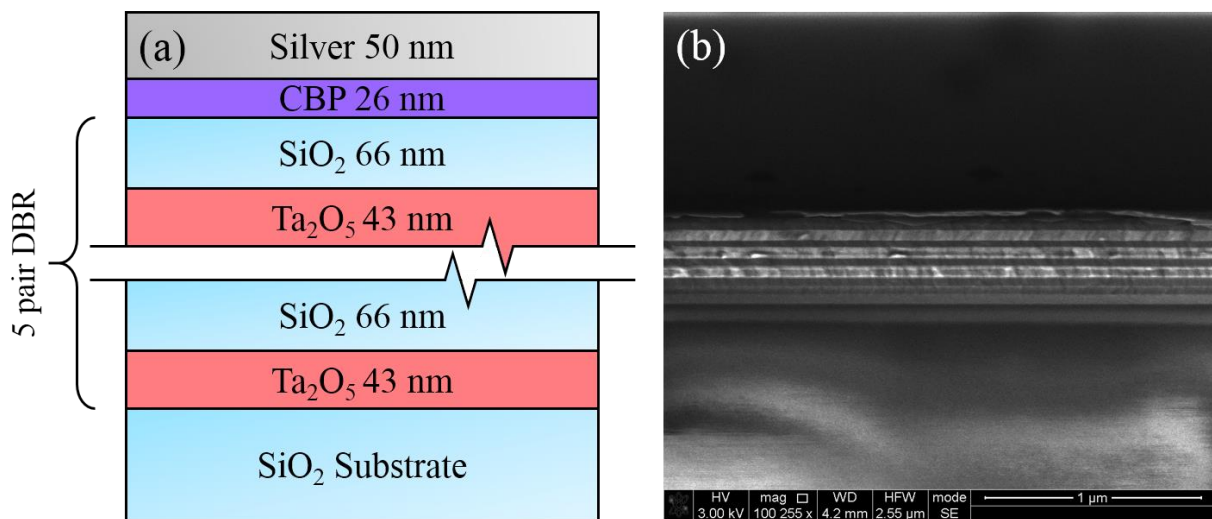 (a)
Silver 50 nm
CBP 26 nm
SiO₂ 66 nm
Ta₂O₅ 43 nm
5 pair DBR
SiO₂ 66 nm
Ta₂O₅ 43 nm
SiO₂ Substrate
(b)
HV mag WD HFW mode
3.00 kV 100 255 x 4.2 mm 2.55 µm SE
1 µm